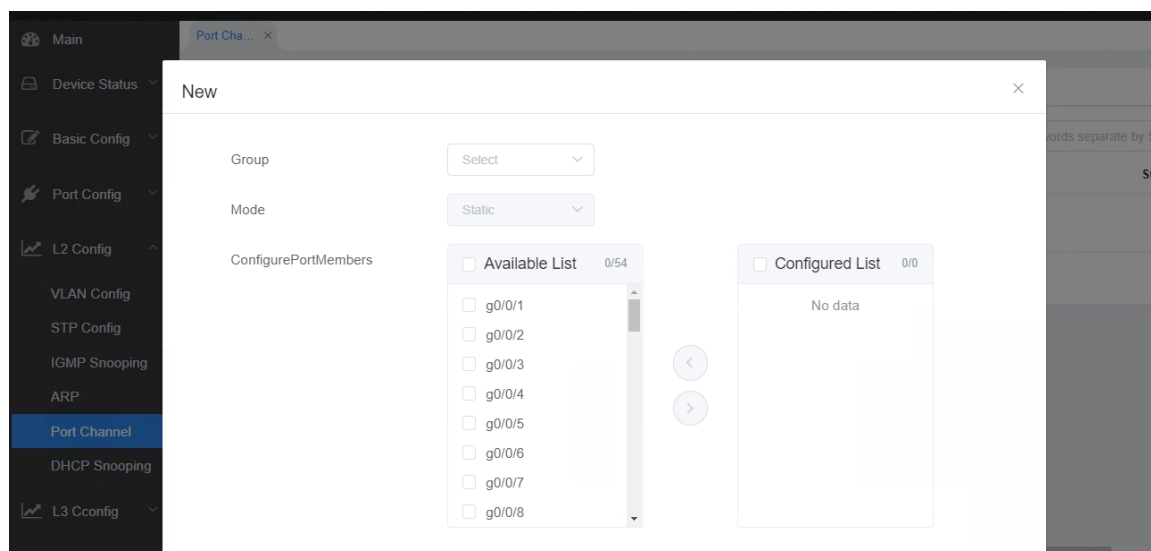 Main
Port Cha... ×
Device Status
New
Basic Config
words separate by
Group
Select
Port Config
Mode
Static
L2 Config
ConfigurePortMembers
Available List 0/54
Configured List 0/0
VLAN Config
g0/0/1
No data
STP Config
g0/0/2
IGMP Snooping
g0/0/3
ARP
g0/0/4
Port Channel
g0/0/5
DHCP Snooping
g0/0/6
g0/0/7
L3 Cconfig
g0/0/8